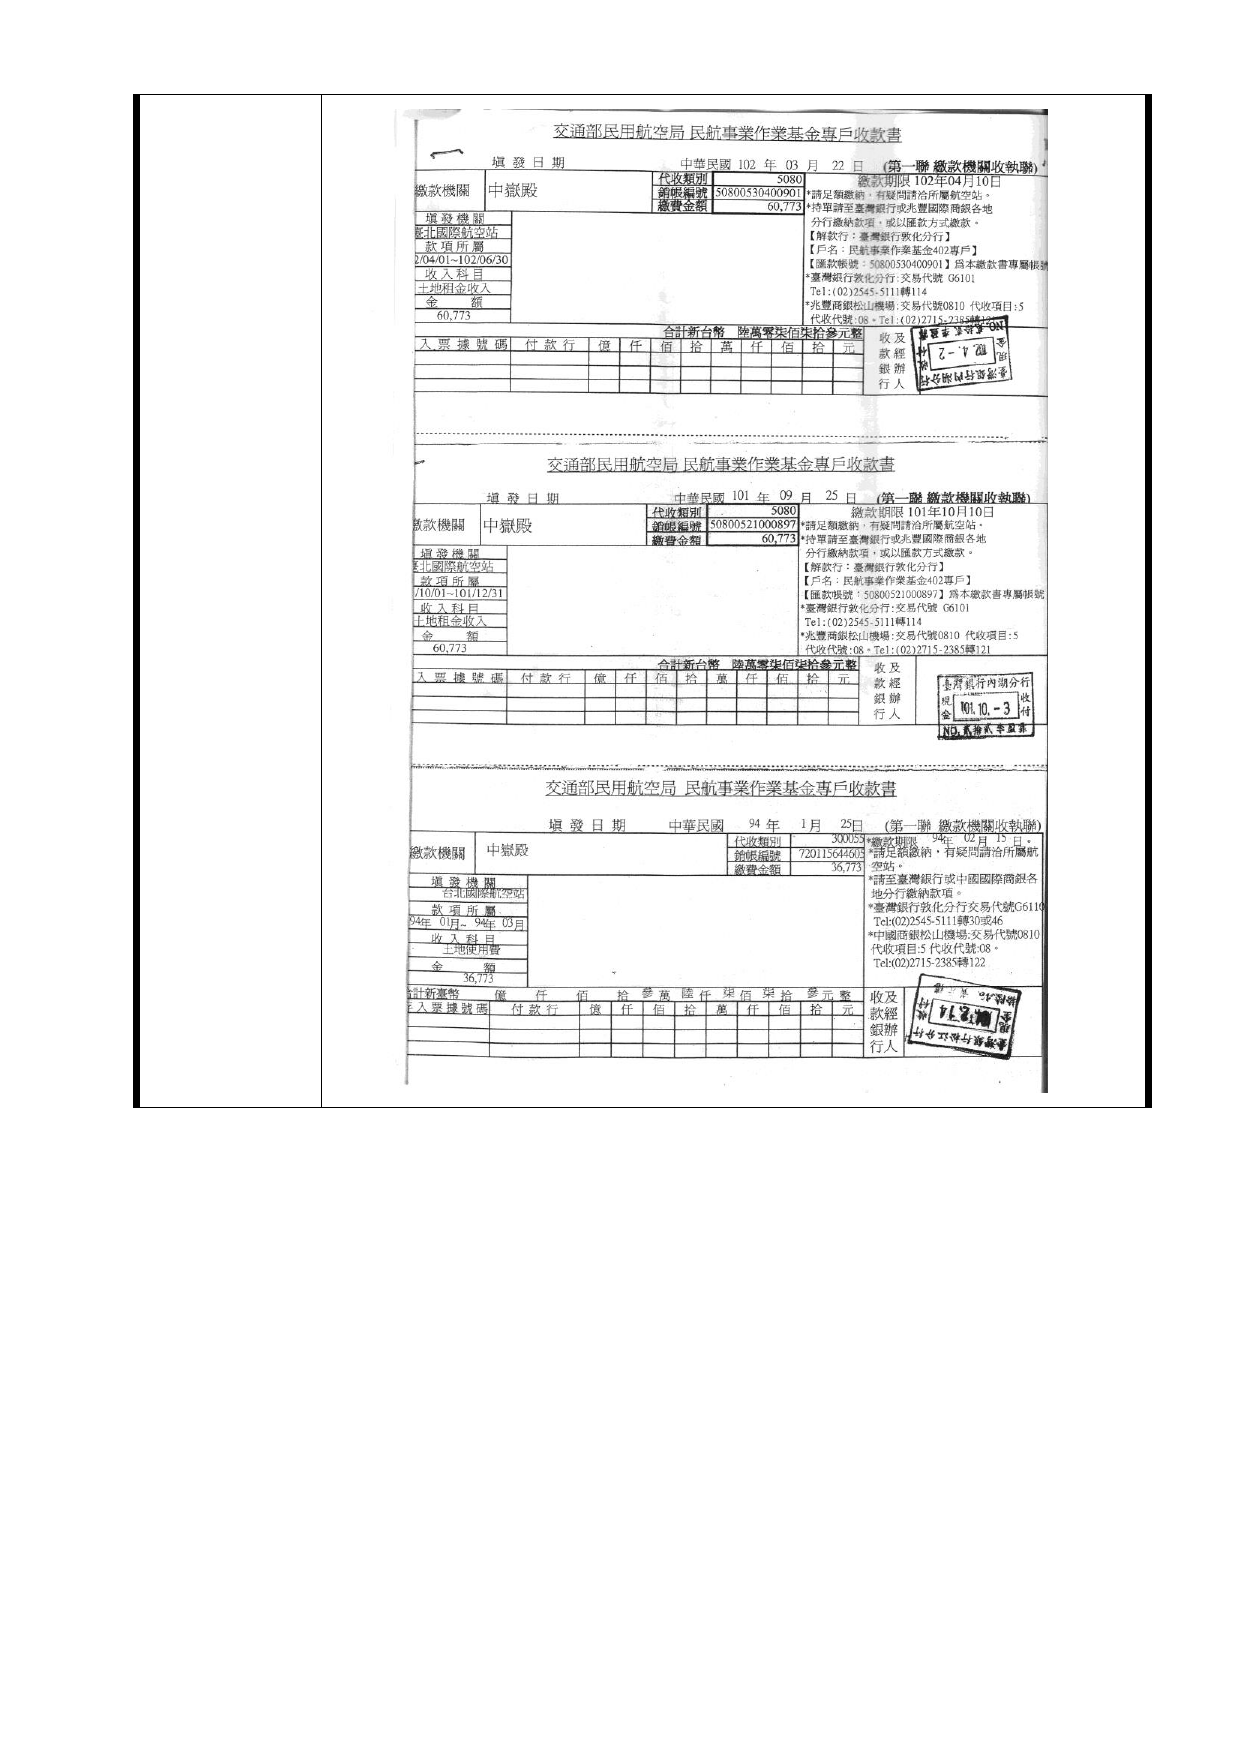 交通部民用航空局 民航事業作業基金專戶收款書
填 發 日 期 中華民國 102 年 03 月 22 日 (第一聯 繳款機關收執聯)
繳款機關 中嶽殿 代收類別 5080 繳款期限 102年04月10日
銷帳編號 50800530400901 *請足額繳納,有疑問請洽所屬航空站。
繳費金額 60,773 *持單請至臺灣銀行或兆豐國際商銀各地
填 發 機 關 分行繳納款項,或以匯款方式繳款。
臺北國際航空站 【解款行:臺灣銀行敦化分行】
款 項 所 屬 【戶名:民航事業作業基金402專戶】
2/04/01~102/06/30 【匯款帳號:50800530400901】為本繳款書專屬帳號
收 入 科 目 *臺灣銀行敦化分行:交易代號 G6101
土地租金收入 Tel:(02)2545-5111轉114
金 額 *兆豐商銀松山機場:交易代號0810 代收項目:5
60,773 代收代號:08。Tel:(02)2715-2385轉
合計新台幣 陸萬零柒佰柒拾參元整
入 票 據 號 碼 付 款 行 億 仟 佰 拾 萬 仟 佰 拾 元
收 及
款 經
銀 辦
行 人
臺灣銀行內湖分行
現金 102. 4. -2 收付
交通部民用航空局 民航事業作業基金專戶收款書
填 發 日 期 中華民國 101 年 09 月 25 日 (第一聯 繳款機關收執聯)
繳款機關 中嶽殿 代收類別 5080 繳款期限 101年10月10日
銷帳編號 50800521000897 *請足額繳納,有疑問請洽所屬航空站。
繳費金額 60,773 *持單請至臺灣銀行或兆豐國際商銀各地
填 發 機 關 分行繳納款項,或以匯款方式繳款。
臺北國際航空站 【解款行:臺灣銀行敦化分行】
款 項 所 屬 【戶名:民航事業作業基金402專戶】
/10/01~101/12/31 【匯款帳號:50800521000897】為本繳款書專屬帳號
收 入 科 目 *臺灣銀行敦化分行:交易代號 G6101
土地租金收入 Tel:(02)2545-5111轉114
金 額 *兆豐商銀松山機場:交易代號0810 代收項目:5
60,773 代收代號:08。Tel:(02)2715-2385轉121
合計新台幣 陸萬零柒佰柒拾參元整
入 票 據 號 碼 付 款 行 億 仟 佰 拾 萬 仟 佰 拾 元
收 及
款 經
銀 辦
行 人
臺灣銀行內湖分行
現金 101. 10. -3 收付
交通部民用航空局 民航事業作業基金專戶收款書
填 發 日 期 中華民國 94 年 1 月 25日 (第一聯 繳款機關收執聯)
繳款機關 中嶽殿 代收類別 300055 *繳款期限 94年 02月 15 日。
銷帳編號 720115644605 *請足額繳納,有疑問請洽所屬航
繳費金額 36,773 空站。
填 發 機 關 *請至臺灣銀行或中國國際商銀各
台北國際航空站 地分行繳納款項。
款 項 所 屬 *臺灣銀行敦化分行交易代號G6110
94年 01月~ 94年 03月 Tel:(02)2545-5111轉30或46
收 入 科 目 *中國商銀松山機場:交易代號0810
土地使用費 代收項目:5 代收代號:08。
金 額 Tel:(02)2715-2385轉122
36,773
合計新臺幣 億 仟 佰 拾 參 萬 陸 仟 柒 佰 柒 拾 參 元 整
入 票 據 號 碼 付 款 行 億 仟 佰 拾 萬 仟 佰 拾 元
收及
款經
銀辦
行人
臺灣銀行松江分行
現金 收付